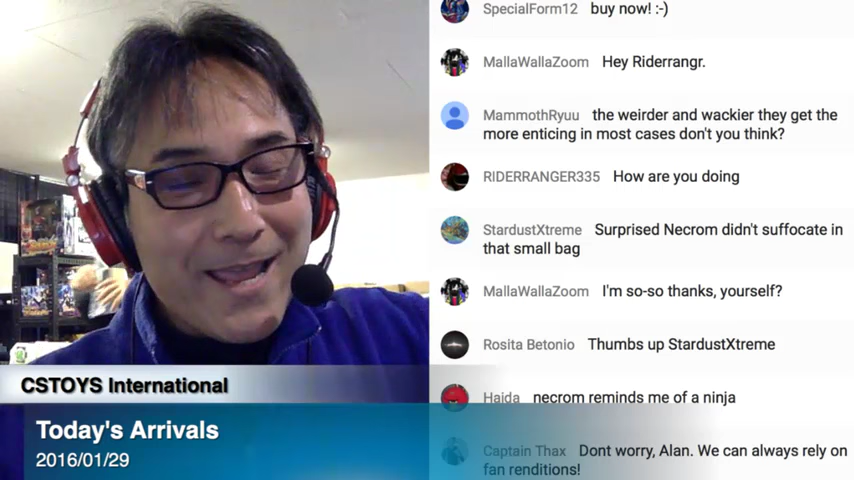 SpecialForm12 buy now! :-)
MallaWallaZoom Hey Riderrangr.
MammothRyuu the weirder and wackier they get the
more enticing in most cases don't you think?
RIDERRANGER335 How are you doing
StardustXtreme Surprised Necrom didn't suffocate in
that small bag
MallaWallaZoom I'm so-so thanks, yourself?
Rosita Betonio Thumbs up StardustXtreme
Haida necrom reminds me of a ninja
Captain Thax Dont worry, Alan. We can always rely on
fan renditions!
CSTOYS International
Today's Arrivals
2016/01/29